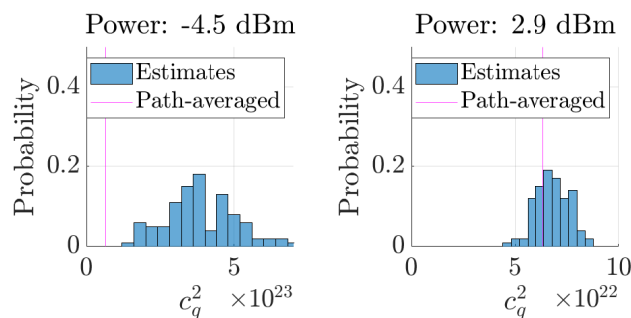 Power: -4.5 dBm
Estimates
Path-averaged
Probability
0.4
0.2
0
0 5
c_q^2 ×10^23
Power: 2.9 dBm
Estimates
Path-averaged
Probability
0.4
0.2
0
0 5 10
c_q^2 ×10^22